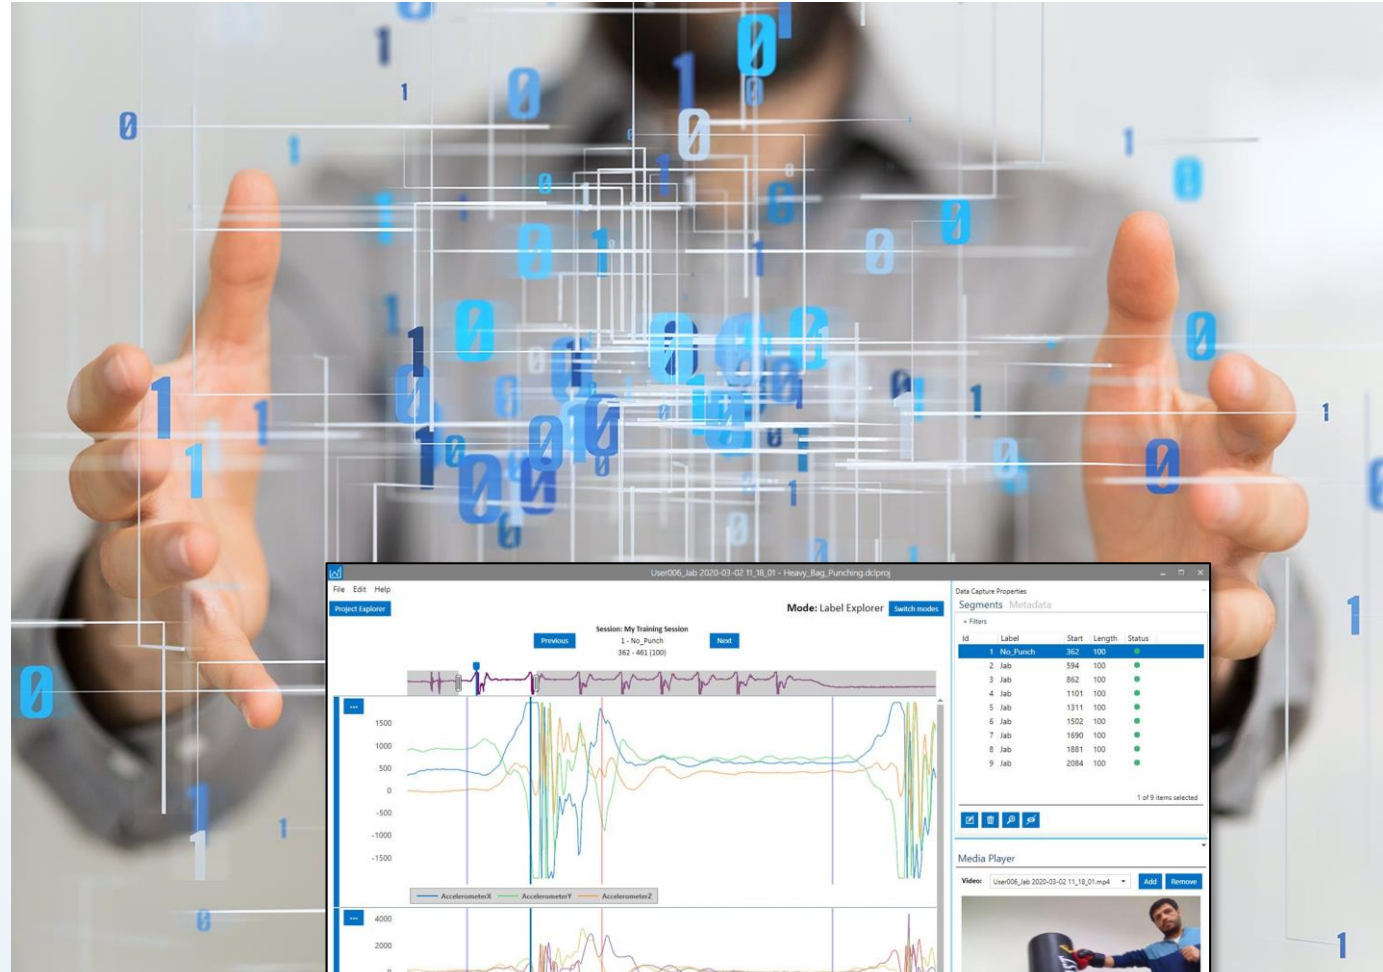 User006_Jab 2020-03-02 11_18_01 - Heavy_Bag_Punching.dclproj
File Edit Help
Project Explorer
Mode: Label Explorer Switch modes
Session: My Training Session
Previous 1 - No_Punch Next
362 - 461 (100)
1500
1000
500
0
-500
-1000
-1500
AccelerometerX AccelerometerY AccelerometerZ
4000
2000
0
Data Capture Properties
Segments Metadata
+ Filters
Id Label Start Length Status
1 No_Punch 362 100
2 Jab 594 100
3 Jab 862 100
4 Jab 1101 100
5 Jab 1311 100
6 Jab 1502 100
7 Jab 1690 100
8 Jab 1881 100
9 Jab 2084 100
1 of 9 items selected
Media Player
Video: User006_Jab 2020-03-02 11_18_01.mp4 Add Remove